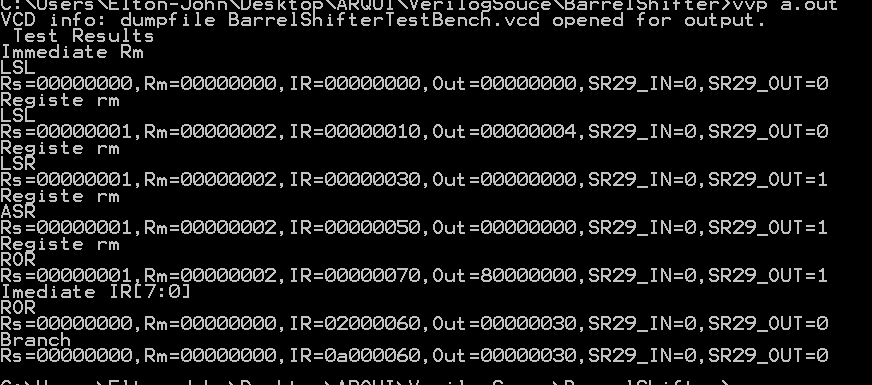 C:\Users\Elton-John\Desktop\ARQUI\VerilogSouce\BarrelShifter>vvp a.out
VCD info: dumpfile BarrelShifterTestBench.vcd opened for output.
Test Results
Immediate Rm
LSL
Rs=00000000,Rm=00000000,IR=00000000,Out=00000000,SR29_IN=0,SR29_OUT=0
Registe rm
LSL
Rs=00000001,Rm=00000002,IR=00000010,Out=00000004,SR29_IN=0,SR29_OUT=0
Registe rm
LSR
Rs=00000001,Rm=00000002,IR=00000030,Out=00000000,SR29_IN=0,SR29_OUT=1
Registe rm
ASR
Rs=00000001,Rm=00000002,IR=00000050,Out=00000000,SR29_IN=0,SR29_OUT=1
Registe rm
ROR
Rs=00000001,Rm=00000002,IR=00000070,Out=80000000,SR29_IN=0,SR29_OUT=1
Imediate IR[7:0]
ROR
Rs=00000000,Rm=00000000,IR=02000060,Out=00000030,SR29_IN=0,SR29_OUT=0
Branch
Rs=00000000,Rm=00000000,IR=0a000060,Out=00000030,SR29_IN=0,SR29_OUT=0